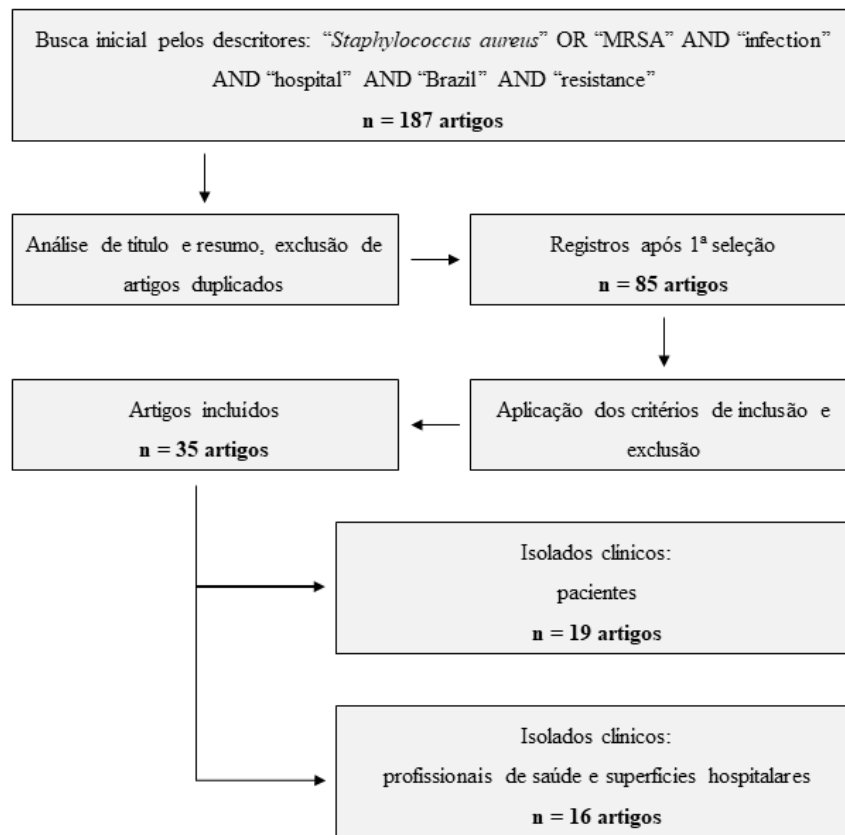 Busca inicial pelos descritores: “Staphylococcus aureus” OR “MRSA” AND “infection”
AND “hospital” AND “Brazil” AND “resistance”
n = 187 artigos
Análise de título e resumo, exclusão de
artigos duplicados
Registros após 1ª seleção
n = 85 artigos
Aplicação dos critérios de inclusão e
exclusão
Artigos incluídos
n = 35 artigos
Isolados clínicos:
pacientes
n = 19 artigos
Isolados clínicos:
profissionais de saúde e superfícies hospitalares
n = 16 artigos